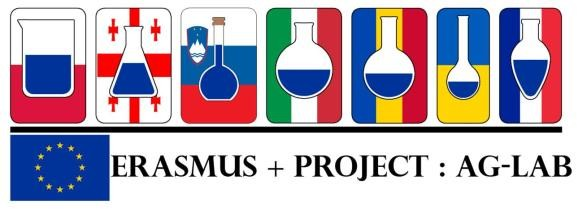 ERASMUS + PROJECT : AG-LAB